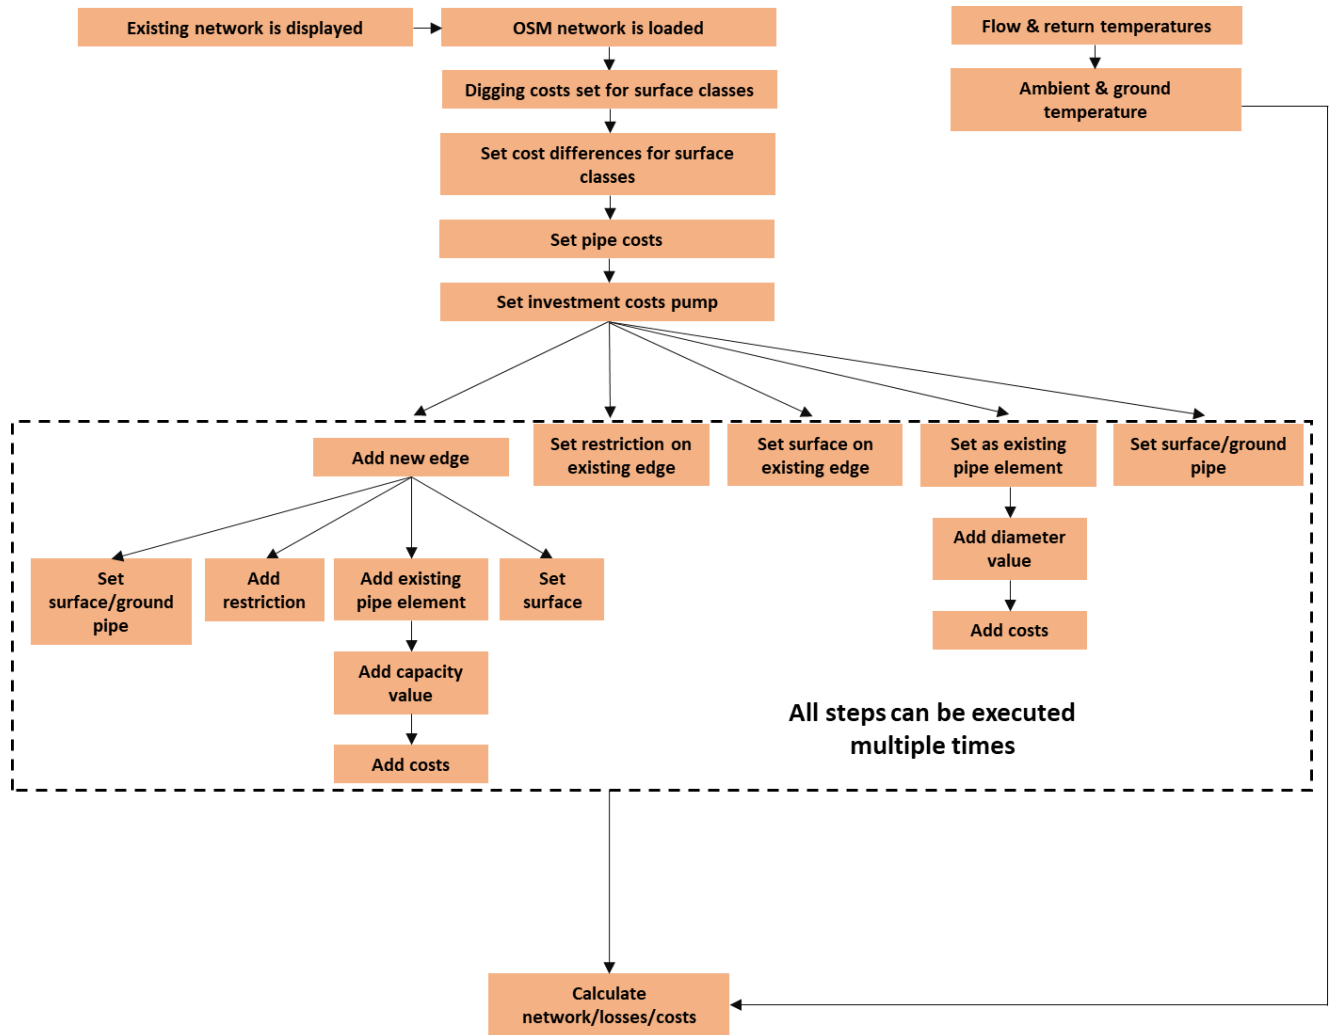 Existing network is displayed
OSM network is loaded
Flow & return temperatures
Digging costs set for surface classes
Ambient & ground
temperature
Set cost differences for surface
classes
Set pipe costs
Set investment costs pump
Add new edge
Set restriction on
existing edge
Set surface on
existing edge
Set as existing
pipe element
Set surface/ground
pipe
Set
surface/ground
pipe
Add
restriction
Add existing
pipe element
Set
surface
Add diameter
value
Add costs
Add capacity
value
Add costs
All steps can be executed
multiple times
Calculate
network/losses/costs